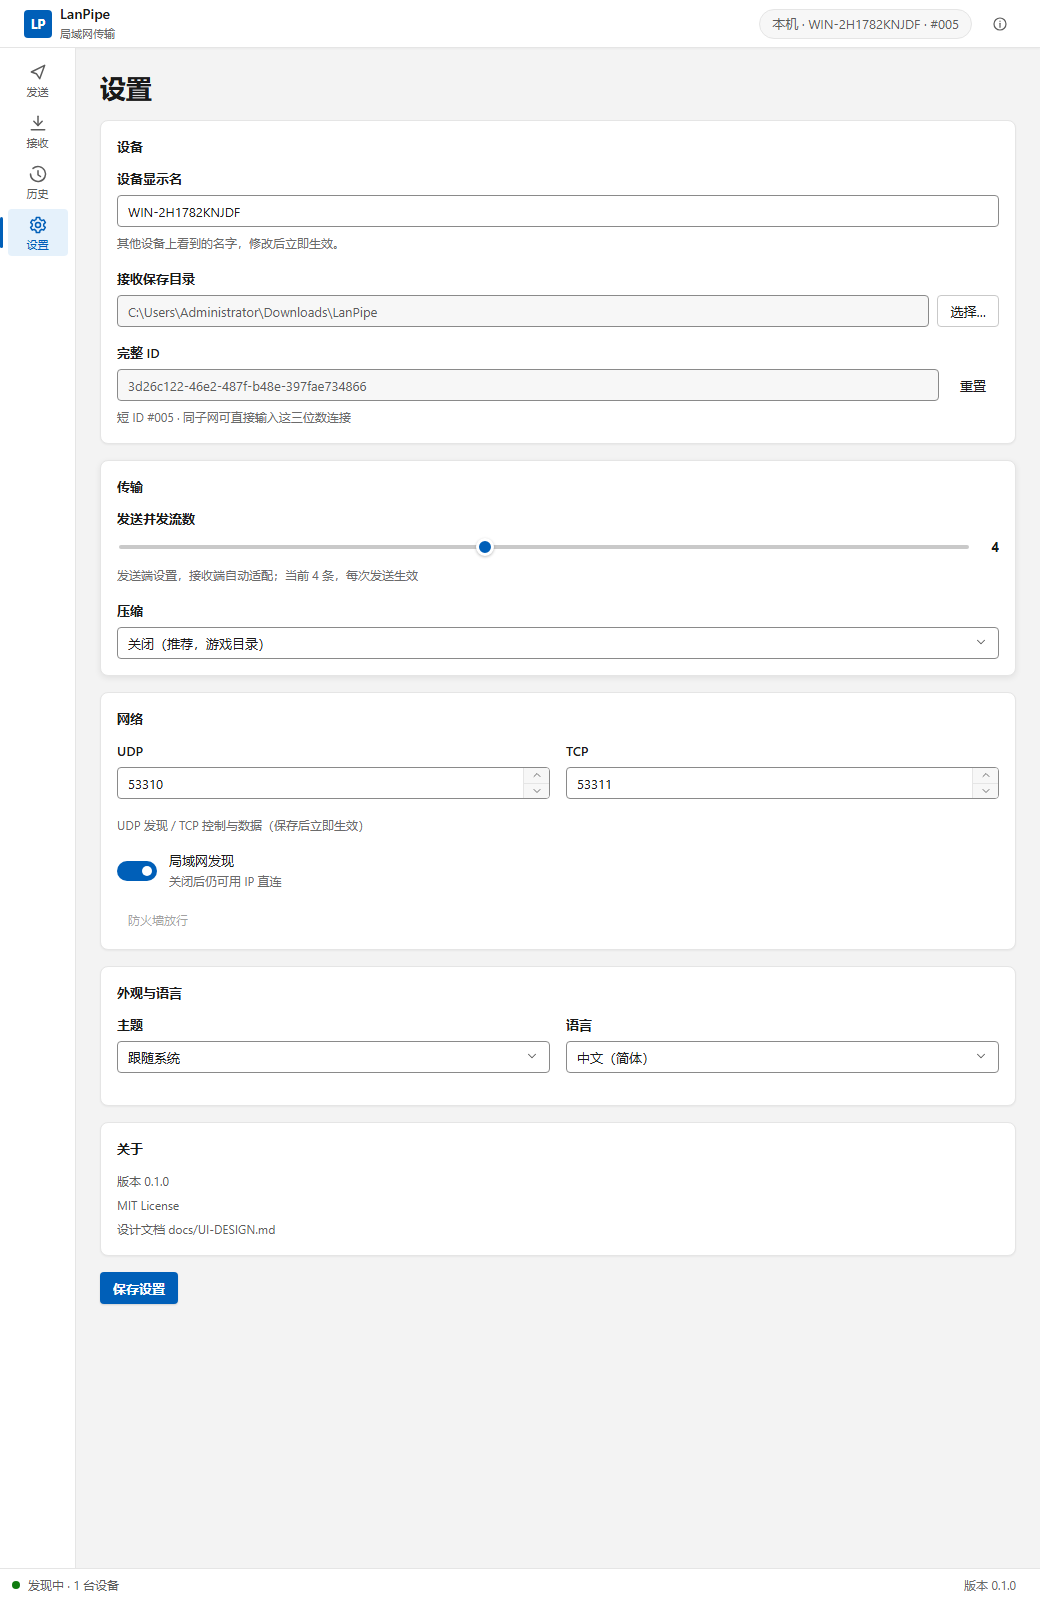 LP
LanPipe
局域网传输
本机 · WIN-2H1782KNJDF · #005
发送
接收
历史
设置
设置
设备
设备显示名
WIN-2H1782KNJDF
其他设备上看到的名字，修改后立即生效。
接收保存目录
C:\Users\Administrator\Downloads\LanPipe
选择...
完整 ID
3d26c122-46e2-487f-b48e-397fae734866
重置
短 ID #005 · 同子网可直接输入这三位数连接
传输
发送并发流数
4
发送端设置，接收端自动适配；当前 4 条，每次发送生效
压缩
关闭（推荐，游戏目录）
网络
UDP
TCP
53310
53311
UDP 发现 / TCP 控制与数据（保存后立即生效）
局域网发现
关闭后仍可用 IP 直连
防火墙放行
外观与语言
主题
语言
跟随系统
中文（简体）
关于
版本 0.1.0
MIT License
设计文档 docs/UI-DESIGN.md
保存设置
发现中 · 1 台设备
版本 0.1.0